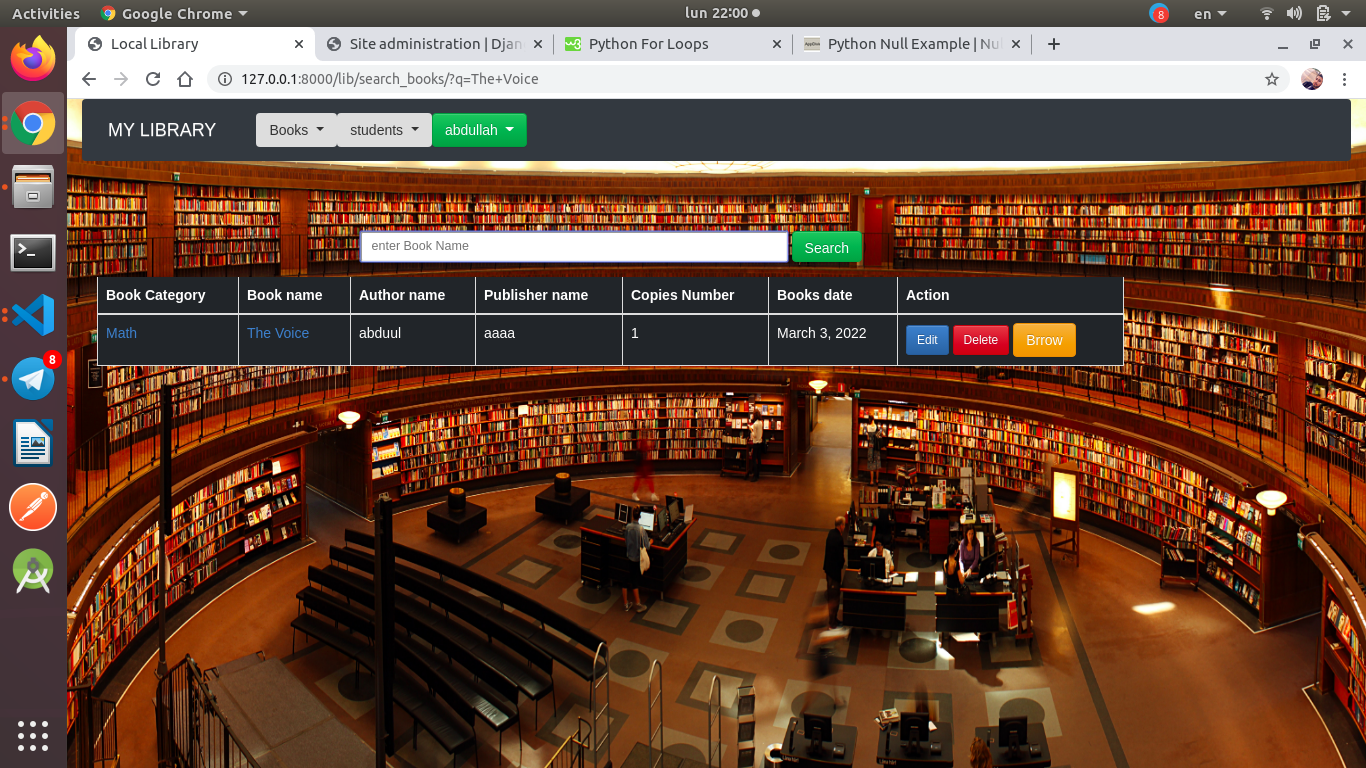 Activities Google Chrome lun 22:00 8 en
Local Library Site administration | Djan Python For Loops Python Null Example | Nul
127.0.0.1:8000/lib/search_books/?q=The+Voice
MY LIBRARY Books students abdullah
enter Book Name Search
Book Category Book name Author name Publisher name Copies Number Books date Action
Math The Voice abduul aaaa 1 March 3, 2022 Edit Delete Brrow
8